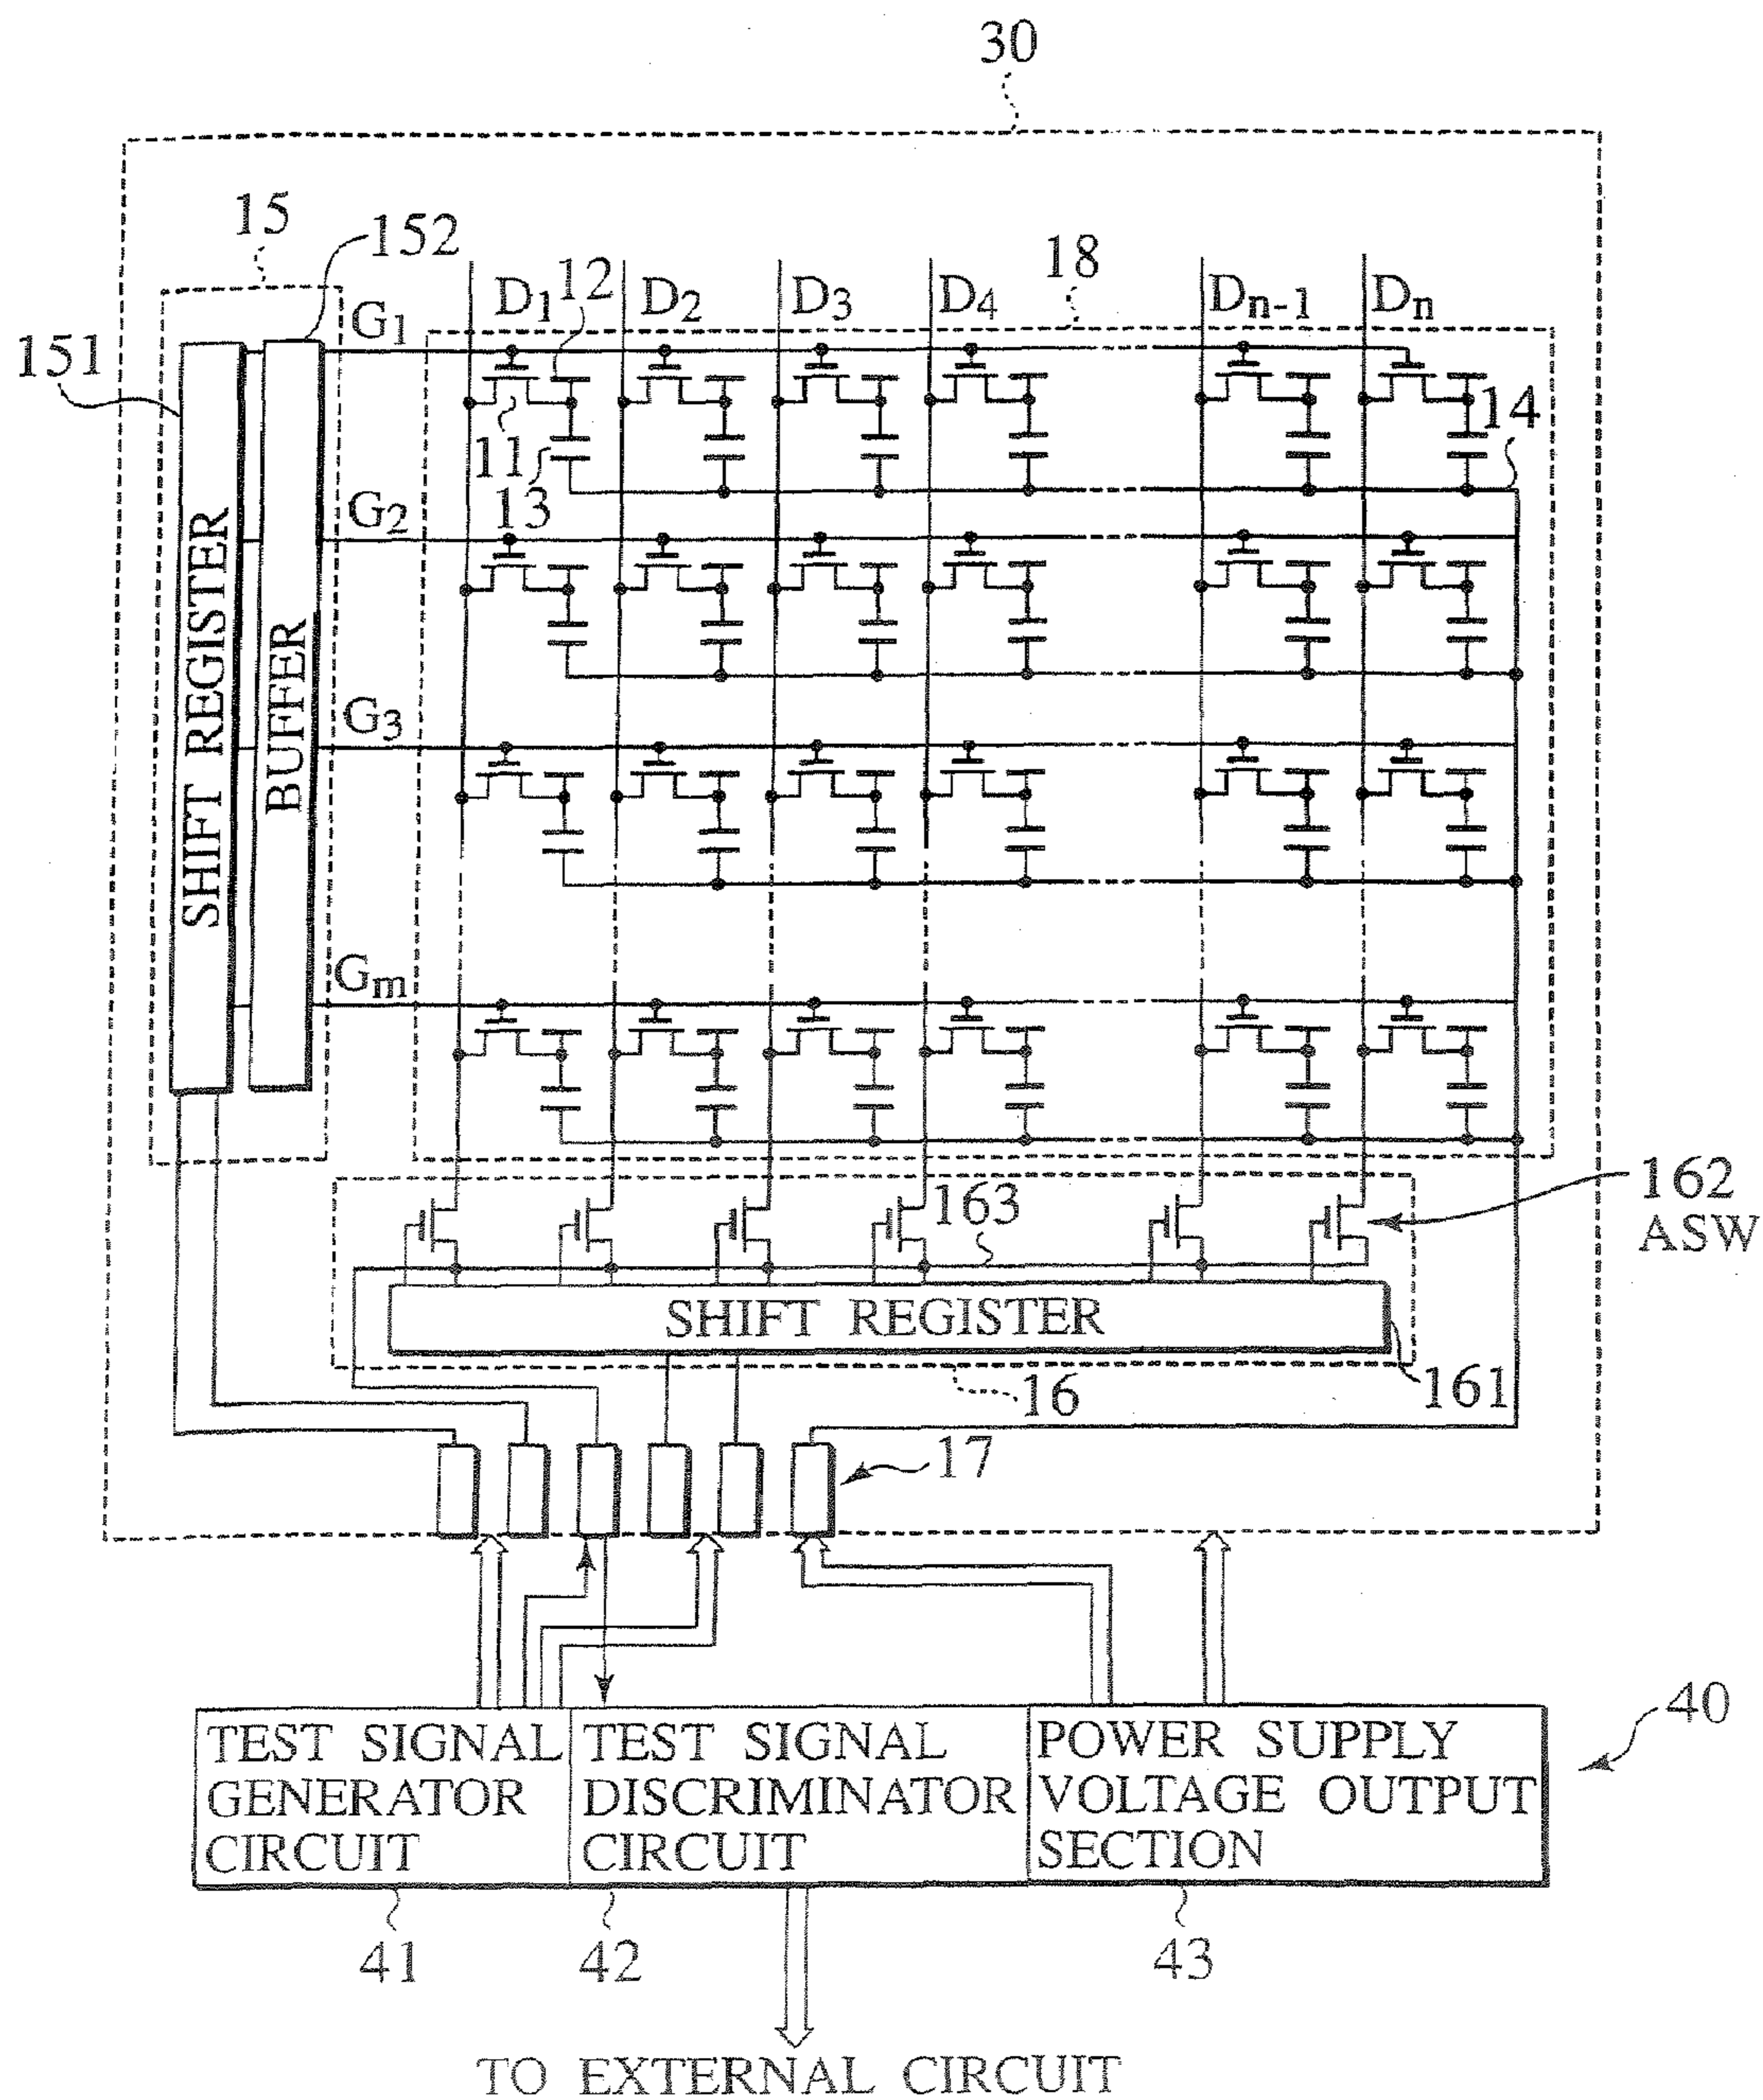 30
15
152
18
D1
12
D2
D3
D4
Dn-1
Dn
G1
151
14
11
13
G2
SHIFT REGISTER
BUFFER
G3
Gm
162
ASW
163
SHIFT REGISTER
16
161
17
40
TEST SIGNAL
GENERATOR
CIRCUIT
TEST SIGNAL
DISCRIMINATOR
CIRCUIT
POWER SUPPLY
VOLTAGE OUTPUT
SECTION
41
42
43
TO EXTERNAL CIRCUIT